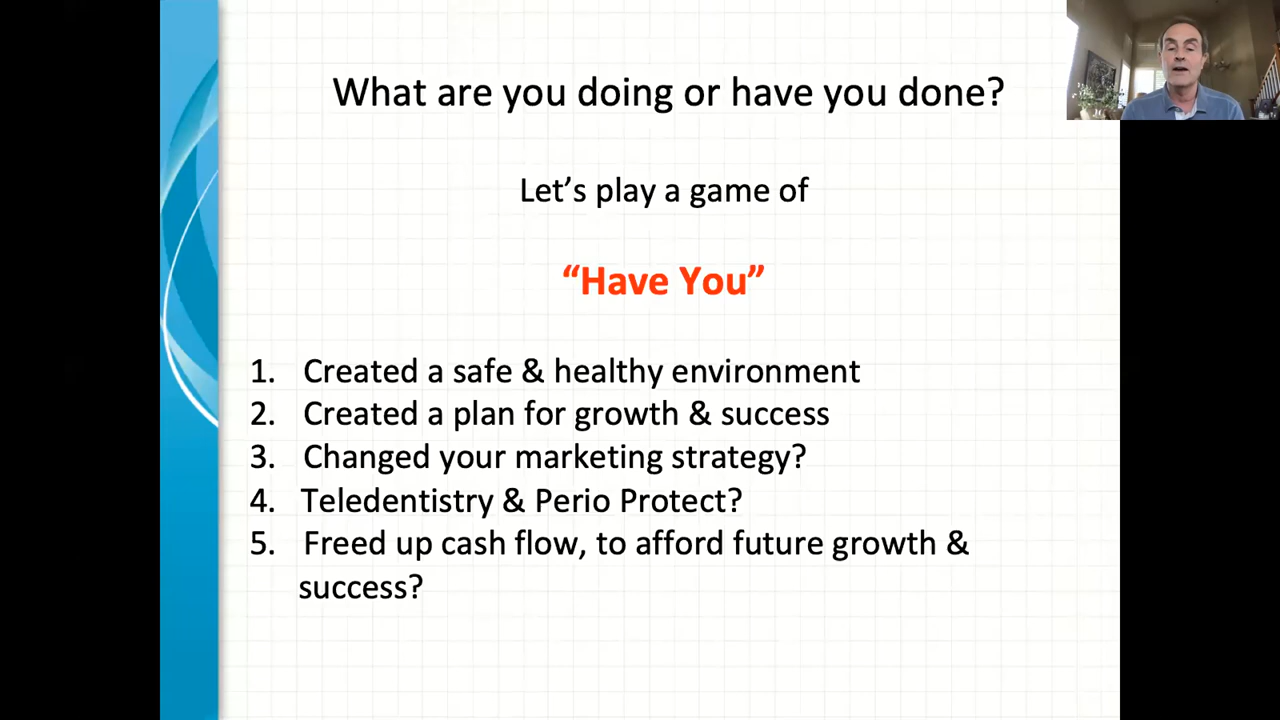 What are you doing or have you done?
Let’s play a game of
“Have You”
1. Created a safe & healthy environment
2. Created a plan for growth & success
3. Changed your marketing strategy?
4. Teledentistry & Perio Protect?
5. Freed up cash flow, to afford future growth &
success?